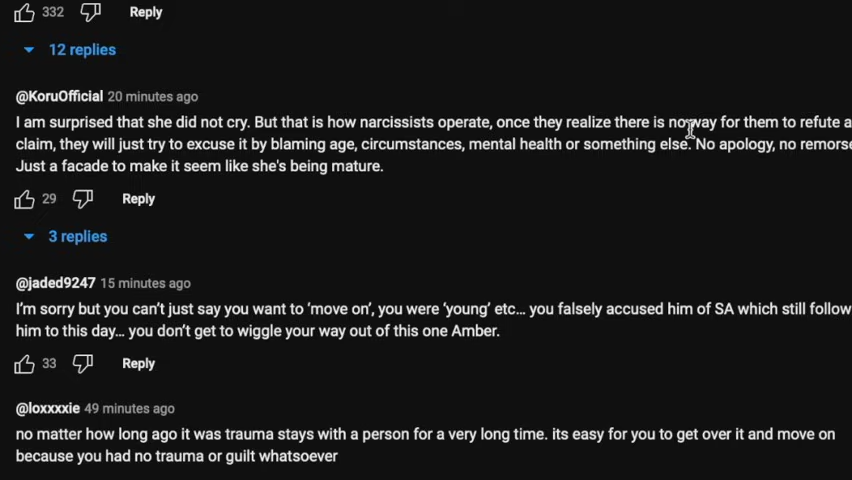 332 Reply
12 replies
@KoruOfficial 20 minutes ago
I am surprised that she did not cry. But that is how narcissists operate, once they realize there is no way for them to refute a
claim, they will just try to excuse it by blaming age, circumstances, mental health or something else. No apology, no remorse
Just a facade to make it seem like she's being mature.
29 Reply
3 replies
@jaded9247 15 minutes ago
I'm sorry but you can't just say you want to 'move on', you were 'young' etc... you falsely accused him of SA which still follow
him to this day... you don't get to wiggle your way out of this one Amber.
33 Reply
@loxxxxie 49 minutes ago
no matter how long ago it was trauma stays with a person for a very long time. its easy for you to get over it and move on
because you had no trauma or guilt whatsoever